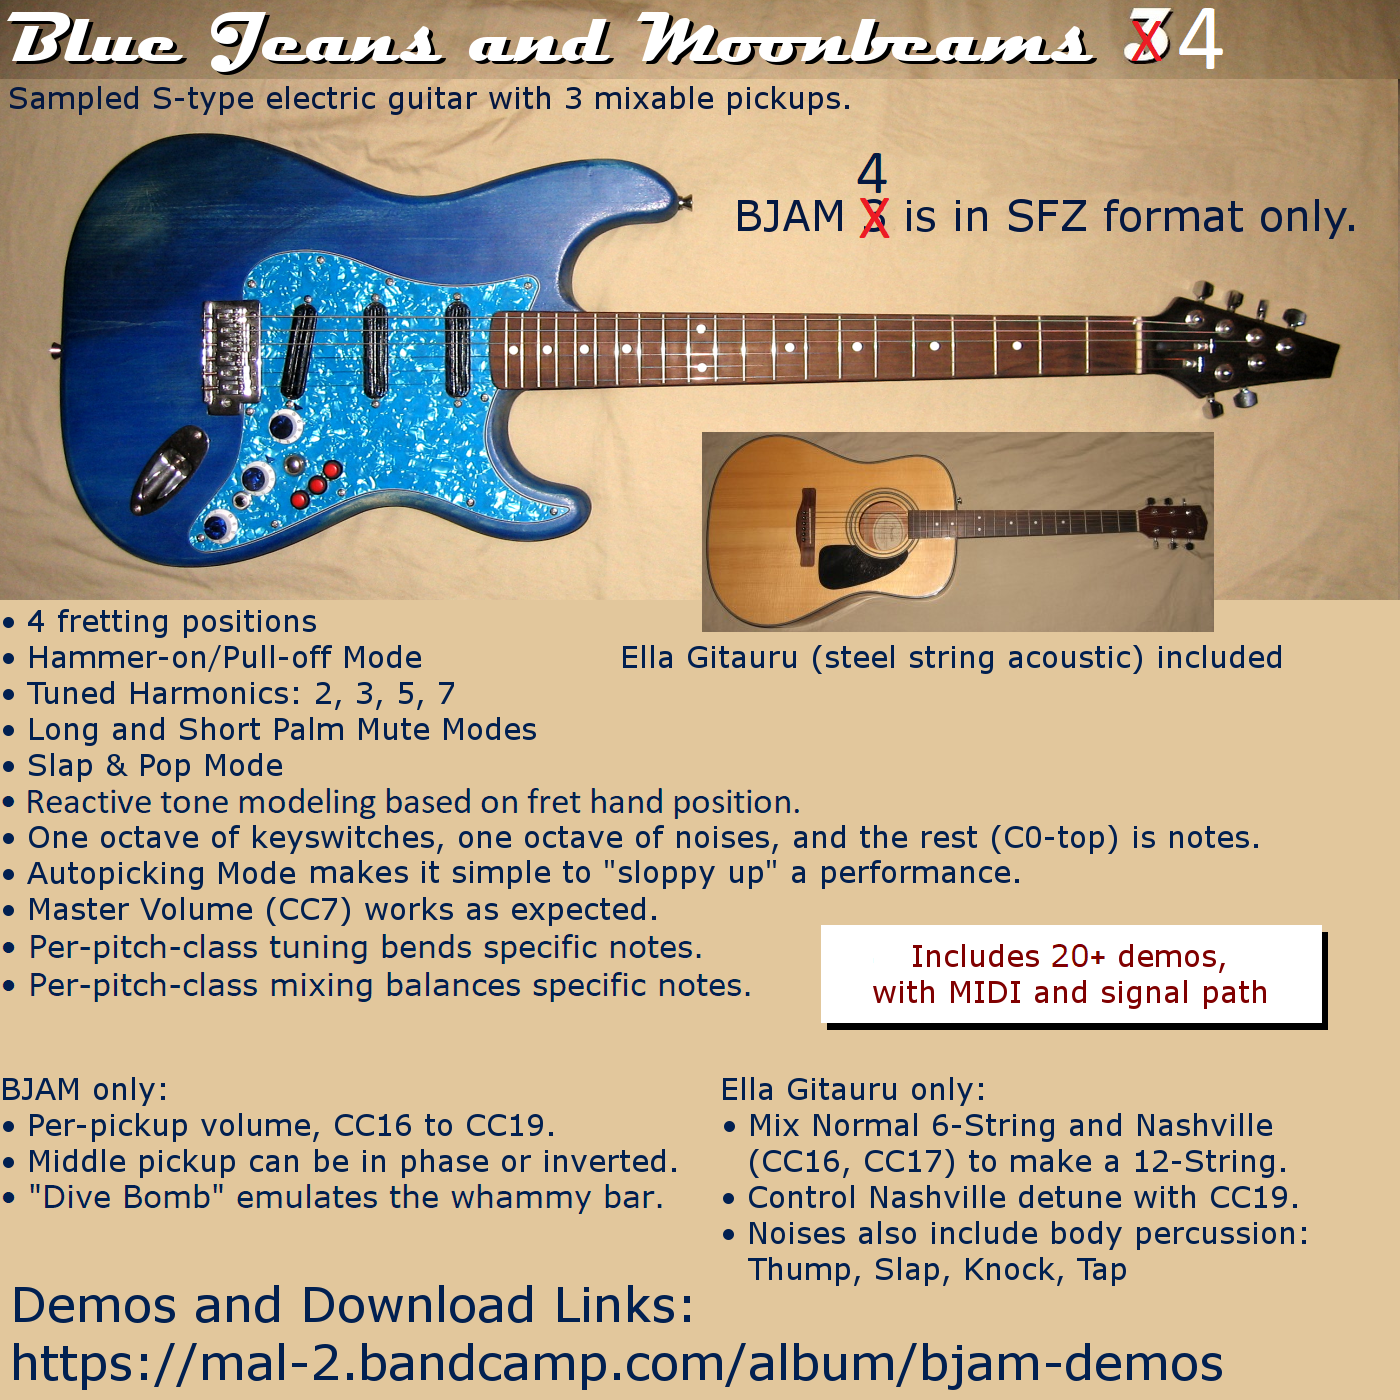 Blue Jeans and Moonbeams 3 X 4
Sampled S-type electric guitar with 3 mixable pickups.
4
BJAM 3 X is in SFZ format only.
• 4 fretting positions
• Hammer-on/Pull-off Mode
Ella Gitauru (steel string acoustic) included
• Tuned Harmonics: 2, 3, 5, 7
• Long and Short Palm Mute Modes
• Slap & Pop Mode
• Reactive tone modeling based on fret hand position.
• One octave of keyswitches, one octave of noises, and the rest (C0-top) is notes.
• Autopicking Mode makes it simple to "sloppy up" a performance.
• Master Volume (CC7) works as expected.
• Per-pitch-class tuning bends specific notes.
• Per-pitch-class mixing balances specific notes.
Includes 20+ demos,
with MIDI and signal path
BJAM only:
• Per-pickup volume, CC16 to CC19.
• Middle pickup can be in phase or inverted.
• "Dive Bomb" emulates the whammy bar.
Ella Gitauru only:
• Mix Normal 6-String and Nashville
(CC16, CC17) to make a 12-String.
• Control Nashville detune with CC19.
• Noises also include body percussion:
Thump, Slap, Knock, Tap
Demos and Download Links:
https://mal-2.bandcamp.com/album/bjam-demos